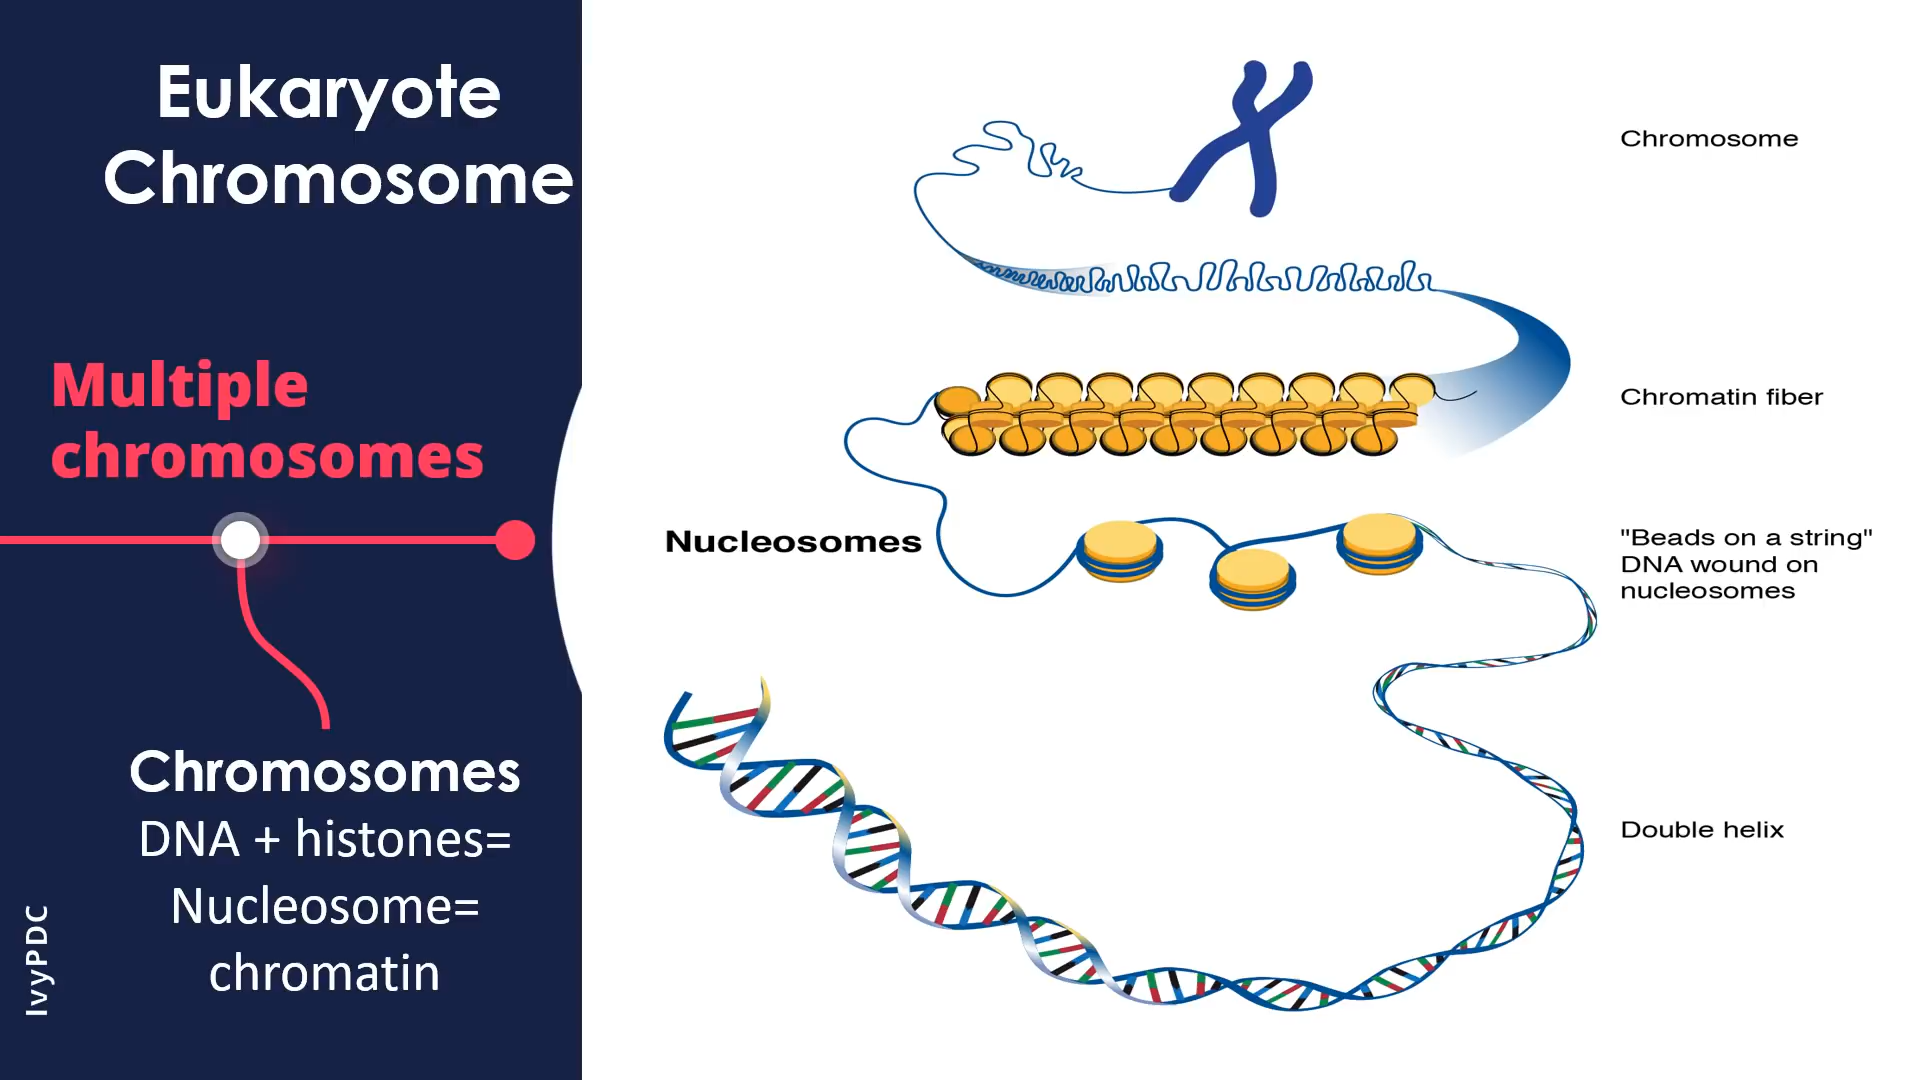 Eukaryote
Chromosome
Multiple
chromosomes
Chromosomes
DNA + histones=
Nucleosome=
chromatin
IvyPDC
Chromosome
Chromatin fiber
Nucleosomes
"Beads on a string"
DNA wound on
nucleosomes
Double helix